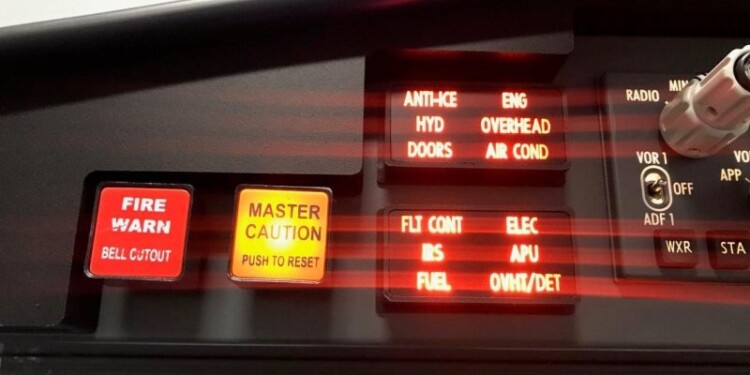 FIRE
WARN
BELL CUTOUT
MASTER
CAUTION
PUSH TO RESET
ANTI-ICE ENG
HYD OVERHEAD
DOORS AIR COND
FLT CONT ELEC
IRS APU
FUEL OVHT/DET
RADIO
VOR 1
OFF
ADF 1
APP
WXR
STA